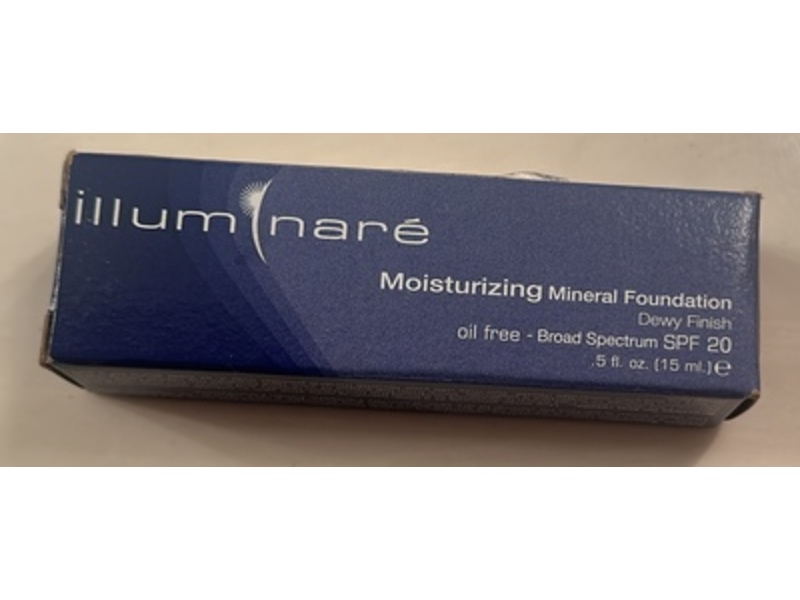 illuminaré
Moisturizing Mineral Foundation
Dewy Finish
oil free - Broad Spectrum SPF 20
.5 fl. oz. (15 ml.) ℮